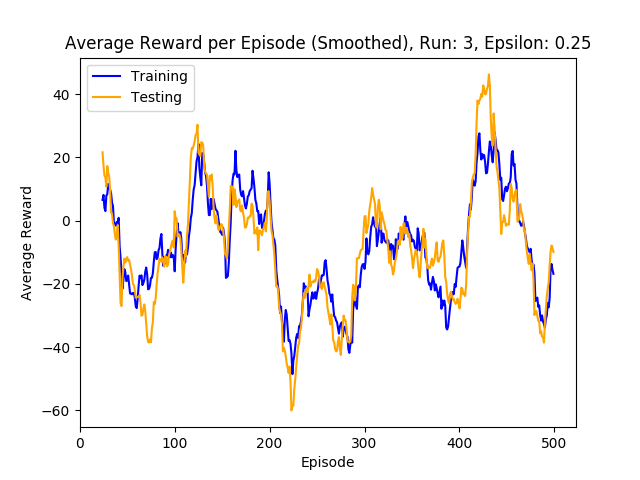 Average Reward per Episode (Smoothed), Run: 3, Epsilon: 0.25
Training
Testing
40
20
0
−20
−40
−60
Average Reward
0 100 200 300 400 500
Episode